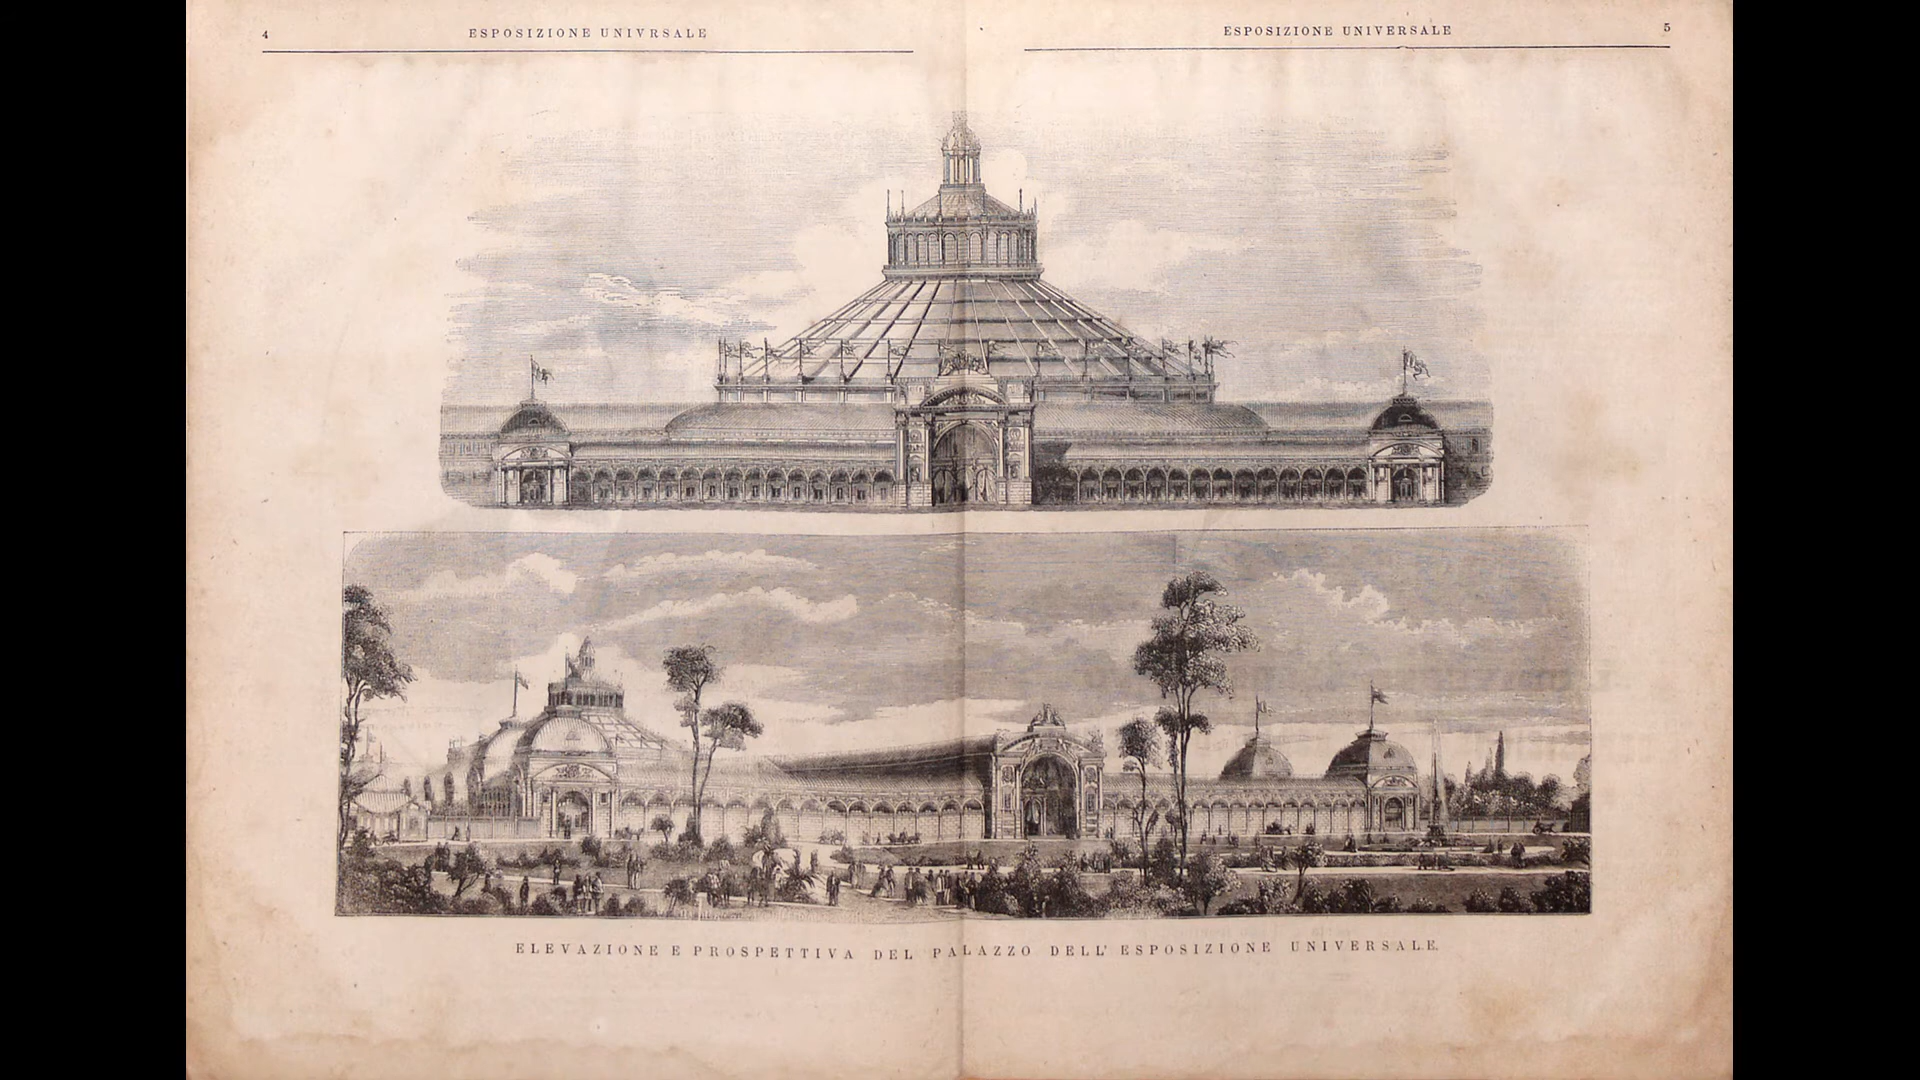 4
ESPOSIZIONE UNIVRSALE
ESPOSIZIONE UNIVERSALE
5
ELEVAZIONE E PROSPETTIVA DEL PALAZZO DELL' ESPOSIZIONE UNIVERSALE.